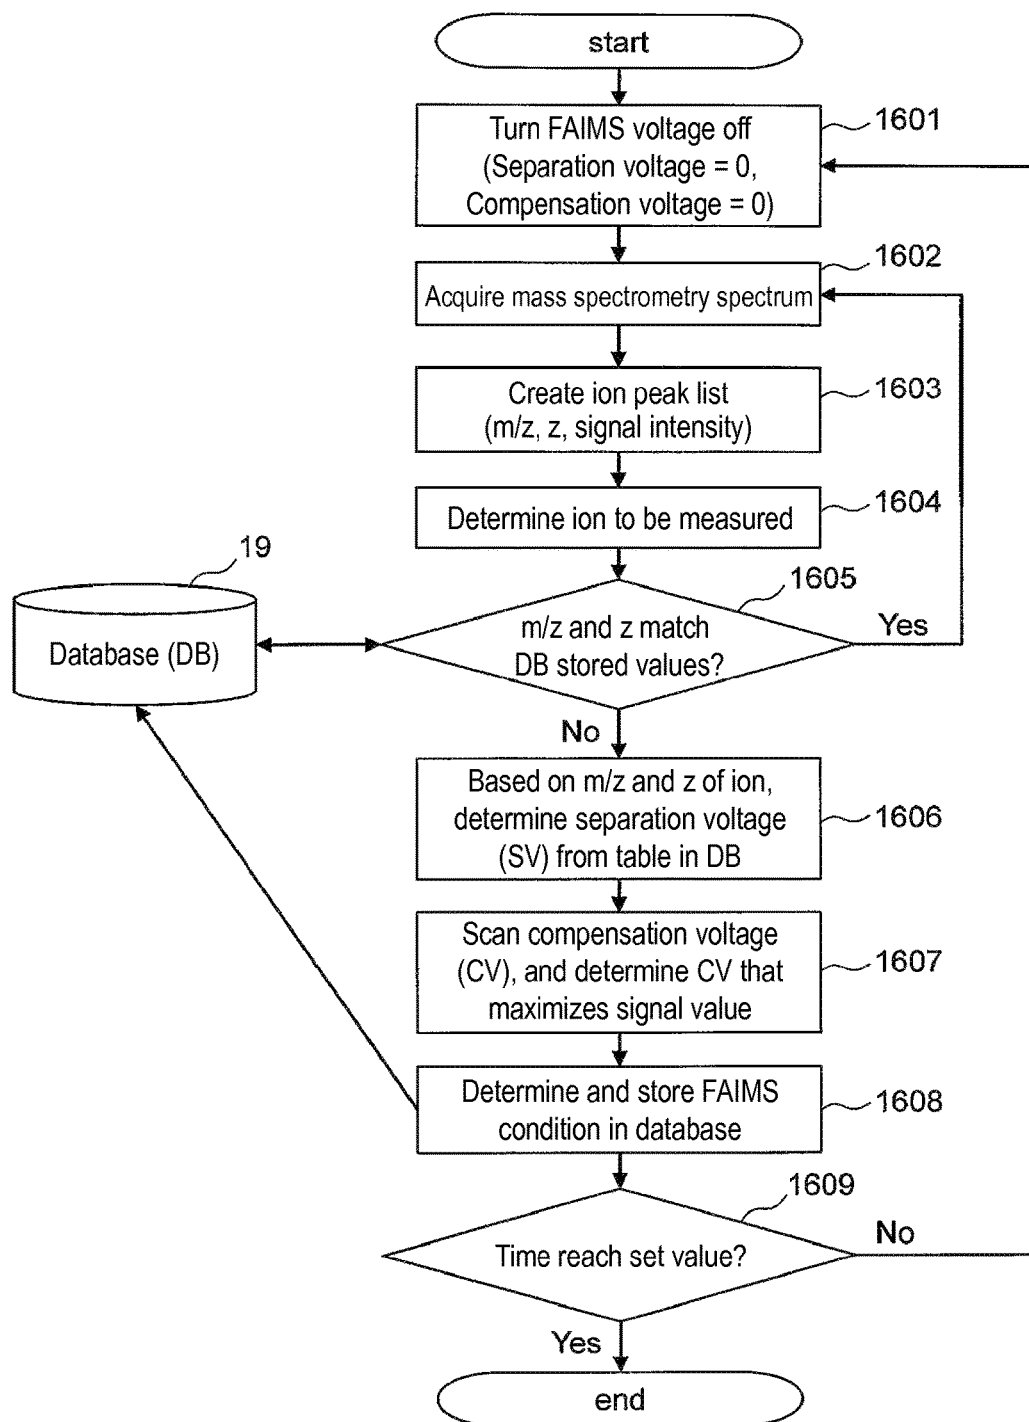 start
Turn FAIMS voltage off
(Separation voltage = 0,
Compensation voltage = 0)
1601
Acquire mass spectrometry spectrum
1602
Create ion peak list
(m/z, z, signal intensity)
1603
Determine ion to be measured
1604
19
Database (DB)
m/z and z match
DB stored values?
1605
Yes
No
Based on m/z and z of ion,
determine separation voltage
(SV) from table in DB
1606
Scan compensation voltage
(CV), and determine CV that
maximizes signal value
1607
Determine and store FAIMS
condition in database
1608
Time reach set value?
1609
No
Yes
end